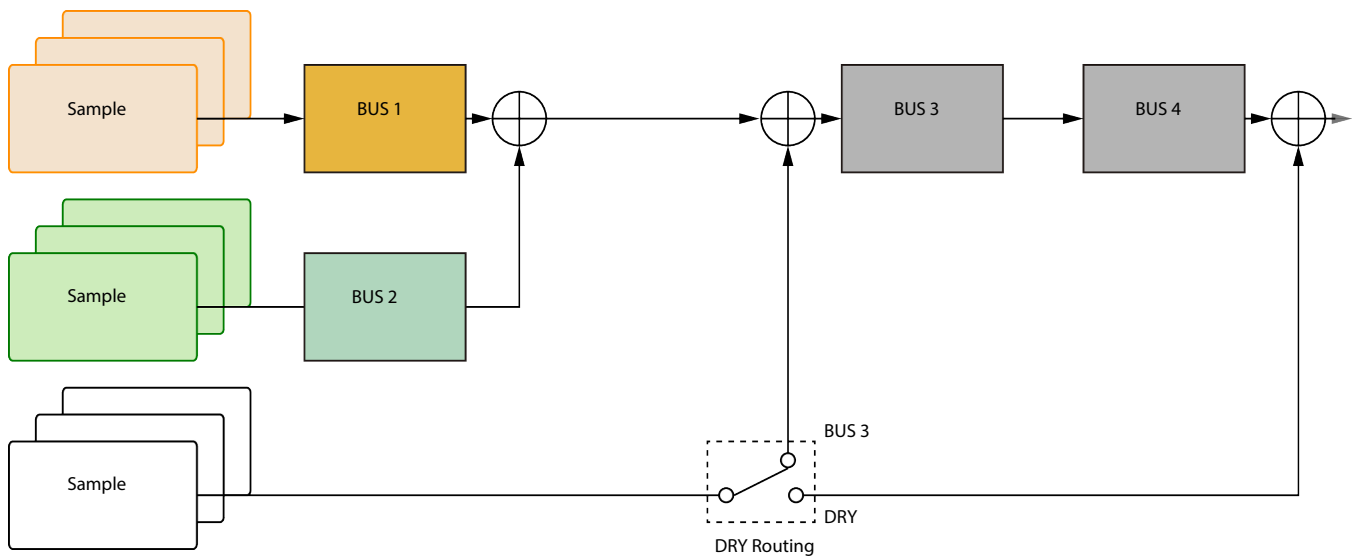 Sample
BUS 1
BUS 3
BUS 4
Sample
BUS 2
BUS 3
Sample
DRY
DRY Routing